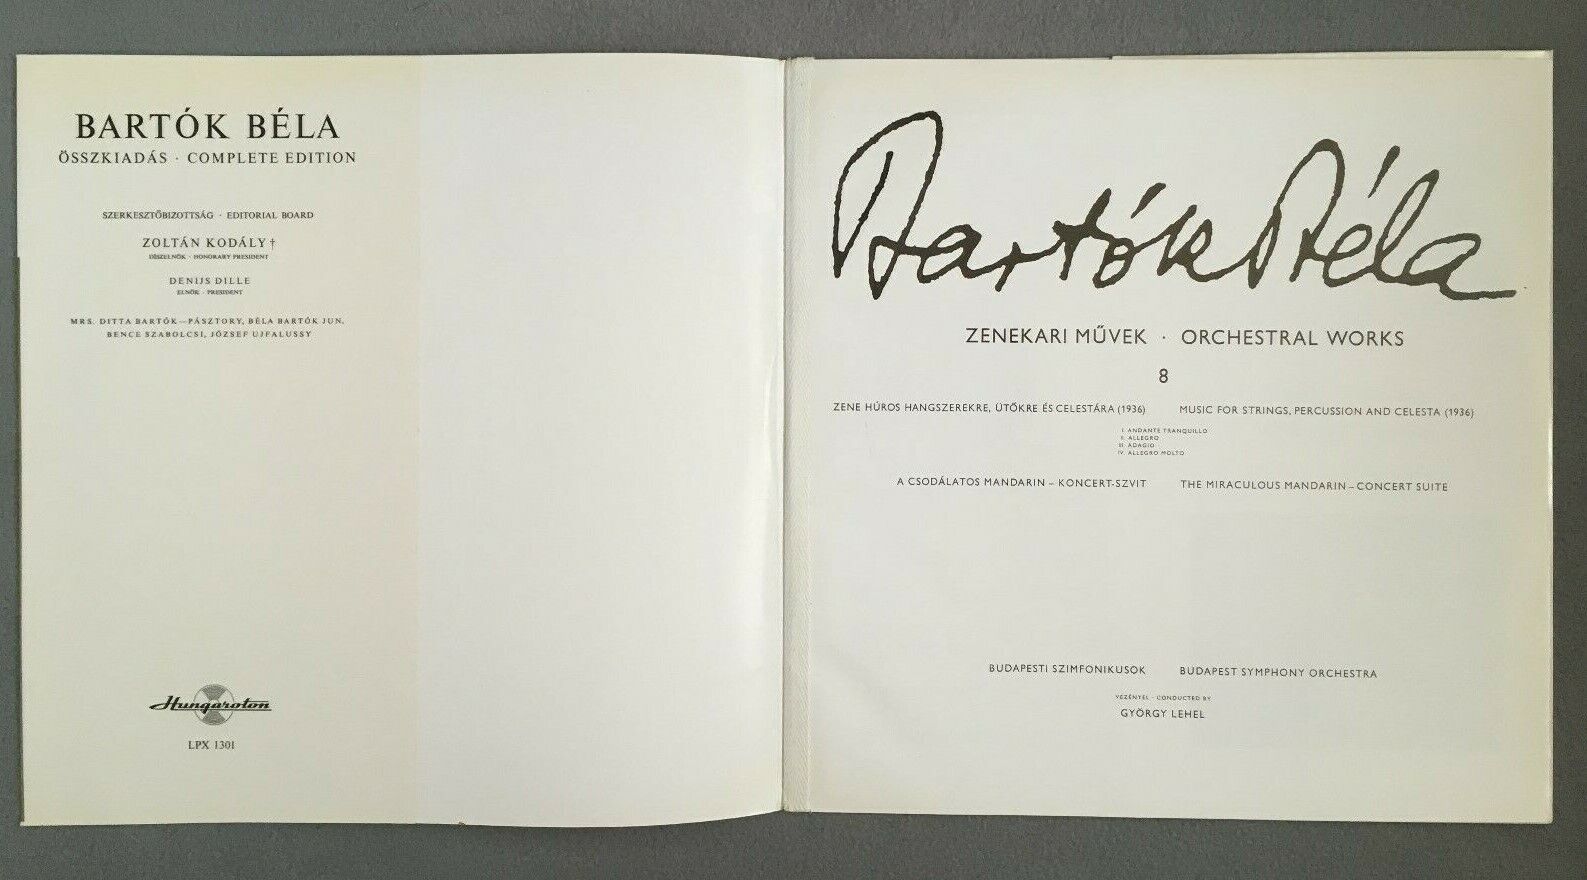 BARTÓK BÉLA
ÖSSZKIADÁS · COMPLETE EDITION
SZERKESZTŐBIZOTTSÁG · EDITORIAL BOARD
ZOLTÁN KODÁLY †
DÍSZELNÖK · HONORARY PRESIDENT
DENIJS DILLE
ELNÖK · PRESIDENT
MRS. DITTA BARTÓK—PÁSZTORY, BÉLA BARTÓK JUN.
BENCE SZABOLCSI, JÓZSEF UJFALUSSY
Hungaroton
LPX 1301
Bartók Béla
ZENEKARI MŰVEK · ORCHESTRAL WORKS
8
ZENE HÚROS HANGSZEREKRE, ÜTŐKRE ÉS CELESTÁRA (1936) MUSIC FOR STRINGS, PERCUSSION AND CELESTA (1936)
I. ANDANTE TRANQUILLO
II. ALLEGRO
III. ADAGIO
IV. ALLEGRO MOLTO
A CSODÁLATOS MANDARIN – KONCERT-SZVIT THE MIRACULOUS MANDARIN – CONCERT SUITE
BUDAPESTI SZIMFONIKUSOK BUDAPEST SYMPHONY ORCHESTRA
VEZÉNYEL · CONDUCTED BY
GYÖRGY LEHEL